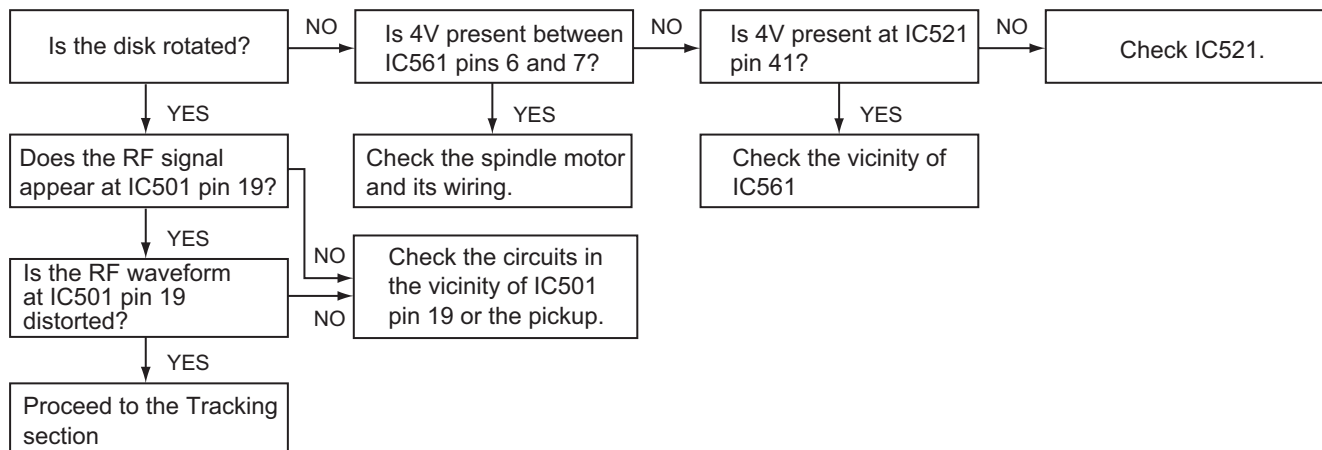 Is the disk rotated?
NO
Is 4V present between
IC561 pins 6 and 7?
NO
Is 4V present at IC521
pin 41?
NO
Check IC521.
YES
YES
YES
Does the RF signal
appear at IC501 pin 19?
Check the spindle motor
and its wiring.
Check the vicinity of
IC561
YES
NO
Is the RF waveform
at IC501 pin 19
distorted?
NO
Check the circuits in
the vicinity of IC501
pin 19 or the pickup.
YES
Proceed to the Tracking
section